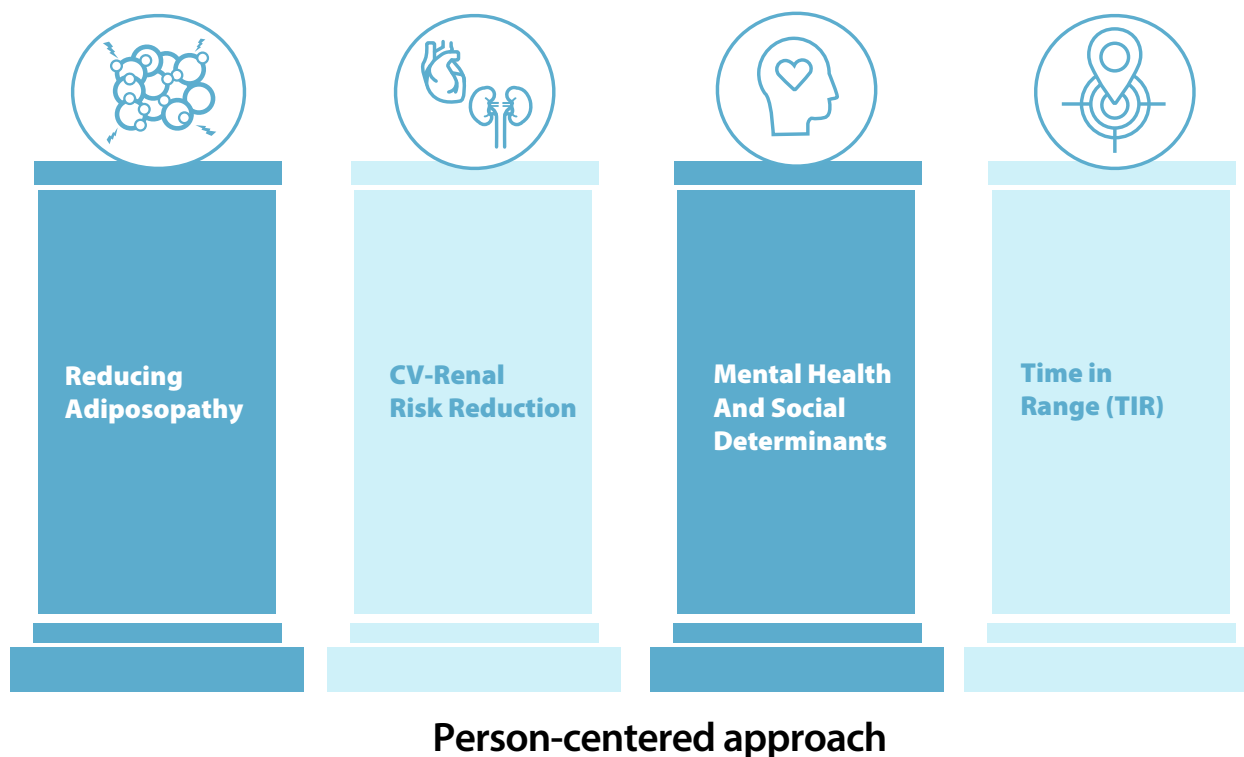 Reducing
Adiposopathy
CV-Renal
Risk Reduction
Mental Health
And Social
Determinants
Time in
Range (TIR)
Person-centered approach